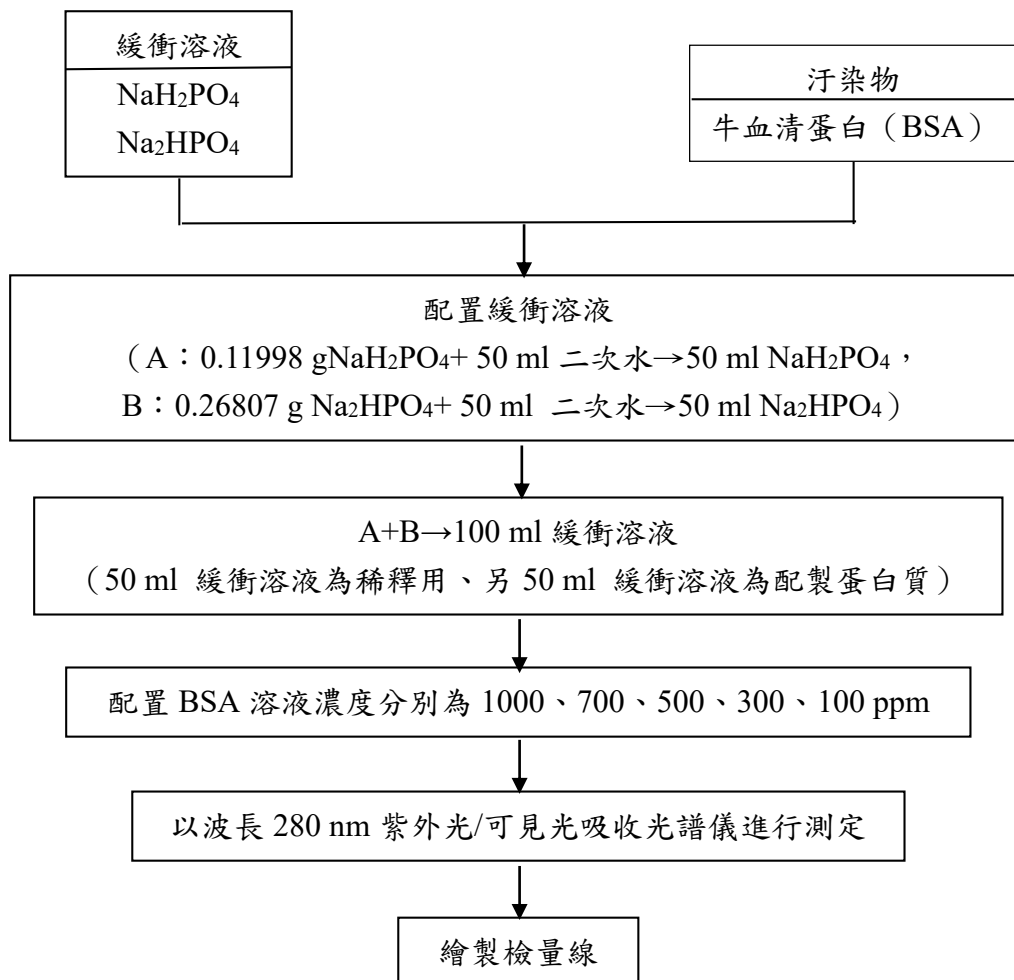 緩衝溶液
NaH2PO4
Na2HPO4
汙染物
牛血清蛋白（BSA）
配置緩衝溶液
（A：0.11998 gNaH2PO4+ 50 ml 二次水→50 ml NaH2PO4，
B：0.26807 g Na2HPO4+ 50 ml 二次水→50 ml Na2HPO4）
A+B→100 ml 緩衝溶液
（50 ml 緩衝溶液為稀釋用、另 50 ml 緩衝溶液為配製蛋白質）
配置 BSA 溶液濃度分別為 1000、700、500、300、100 ppm
以波長 280 nm 紫外光/可見光吸收光譜儀進行測定
繪製檢量線